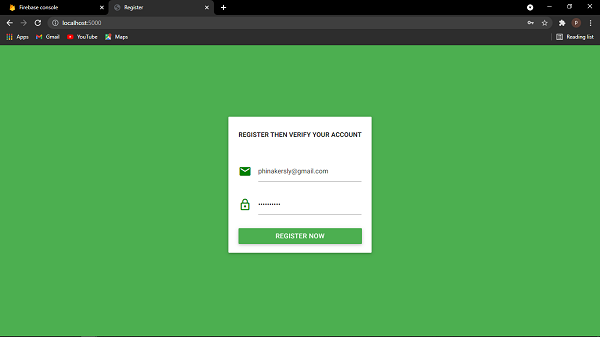 Firebase console
Register
localhost:5000
P
Apps
Gmail
YouTube
Maps
Reading list
REGISTER THEN VERIFY YOUR ACCOUNT
phinakersly@gmail.com
••••••••••
REGISTER NOW